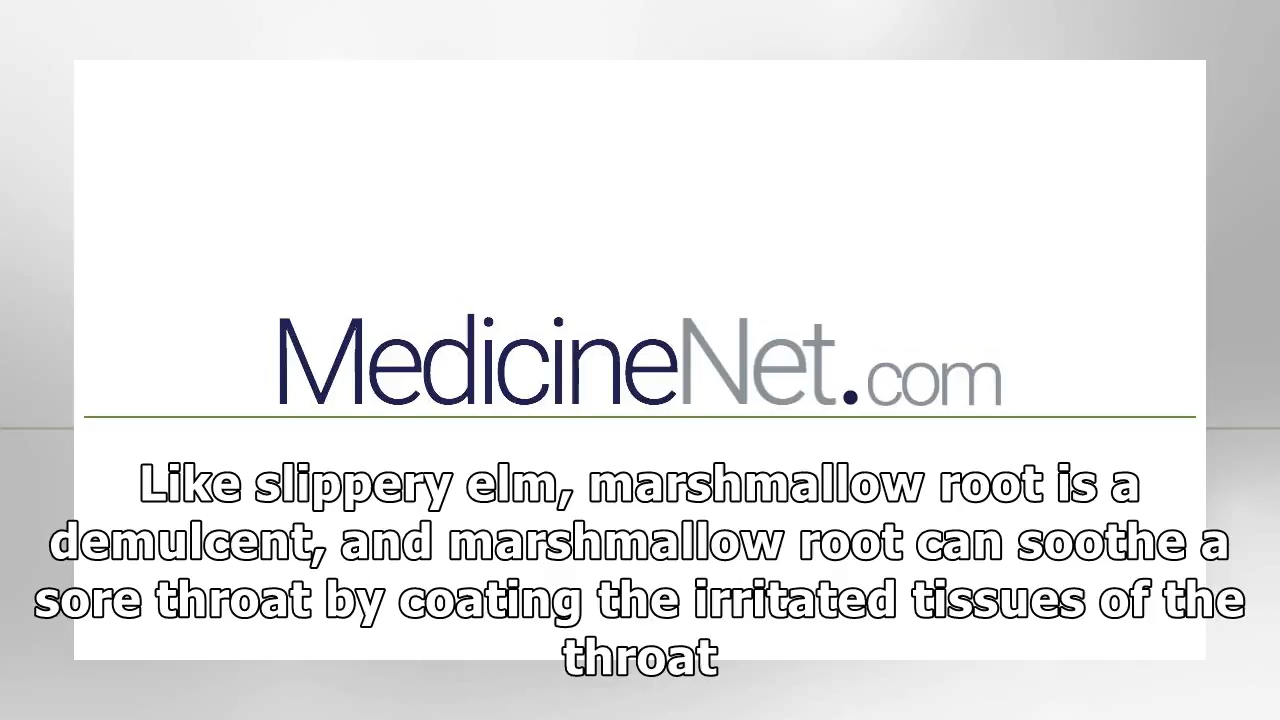 MedicineNet.com
Like slippery elm, marshmallow root is a
demulcent, and marshmallow root can soothe a
sore throat by coating the irritated tissues of the
throat